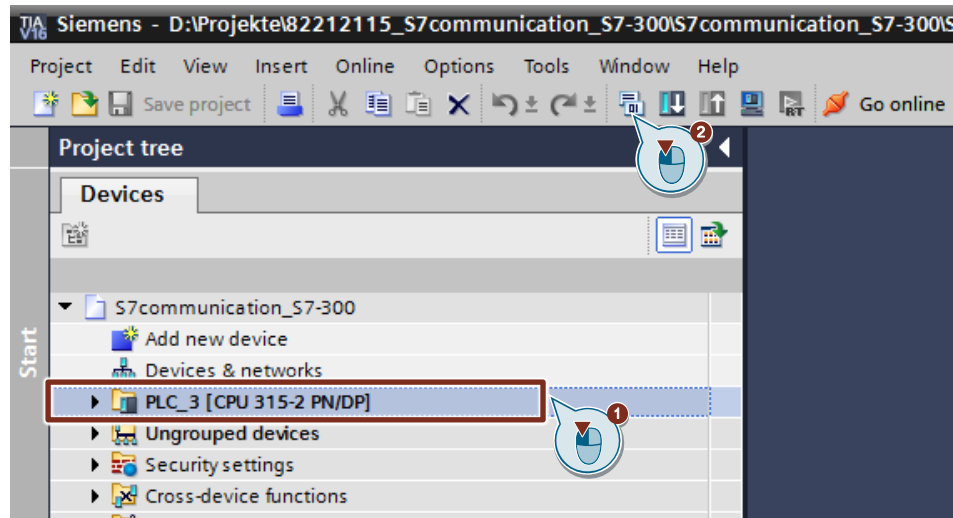 TIA V16 Siemens - D:\Projekte\82212115_S7communication_S7-300\S7communication_S7-300\S
Project Edit View Insert Online Options Tools Window Help
Save project RT Go online
2
Project tree
Devices
S7communication_S7-300
Add new device
Devices & networks
PLC_3 [CPU 315-2 PN/DP]
1
Ungrouped devices
Security settings
Cross-device functions
Start